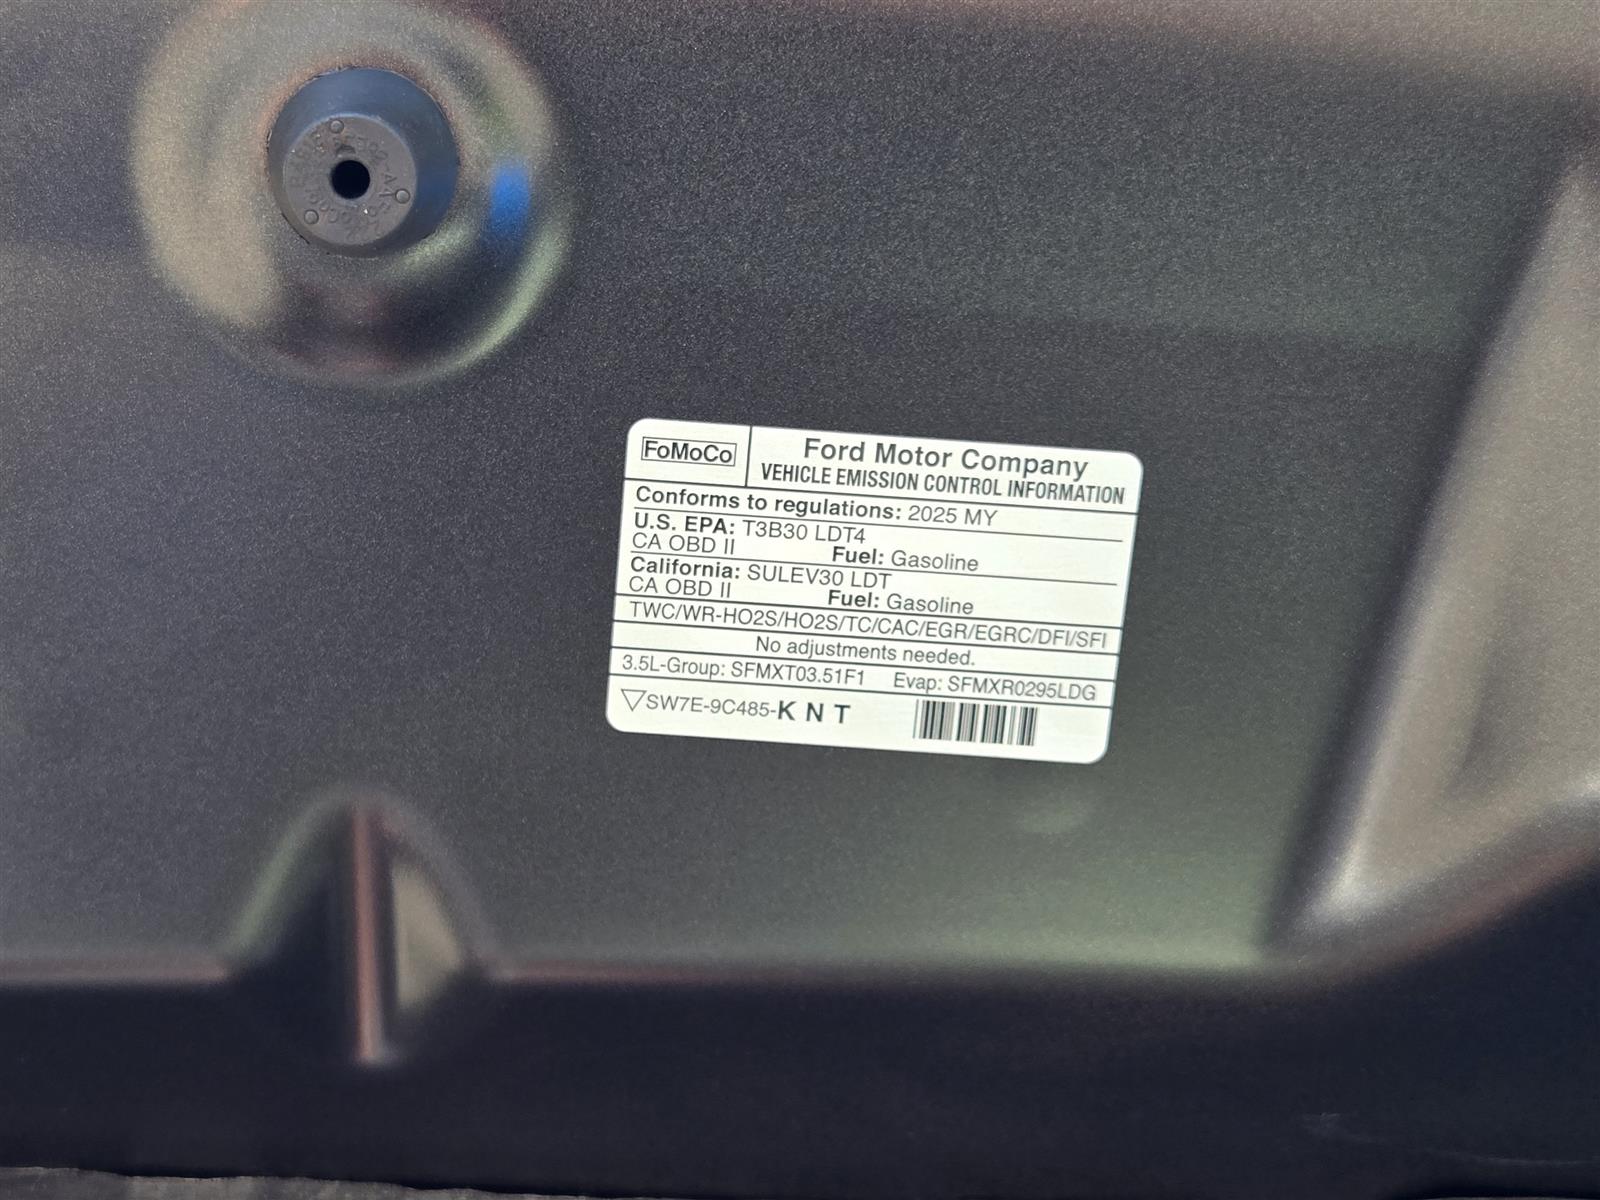 FoMoCo
Ford Motor Company
VEHICLE EMISSION CONTROL INFORMATION
Conforms to regulations: 2025 MY
U.S. EPA: T3B30 LDT4
CA OBD II Fuel: Gasoline
California: SULEV30 LDT
CA OBD II Fuel: Gasoline
TWC/WR-HO2S/HO2S/TC/CAC/EGR/EGRC/DFI/SFI
No adjustments needed.
3.5L-Group: SFMXT03.51F1 Evap: SFMXR0295LDG
SW7E-9C485-K N T